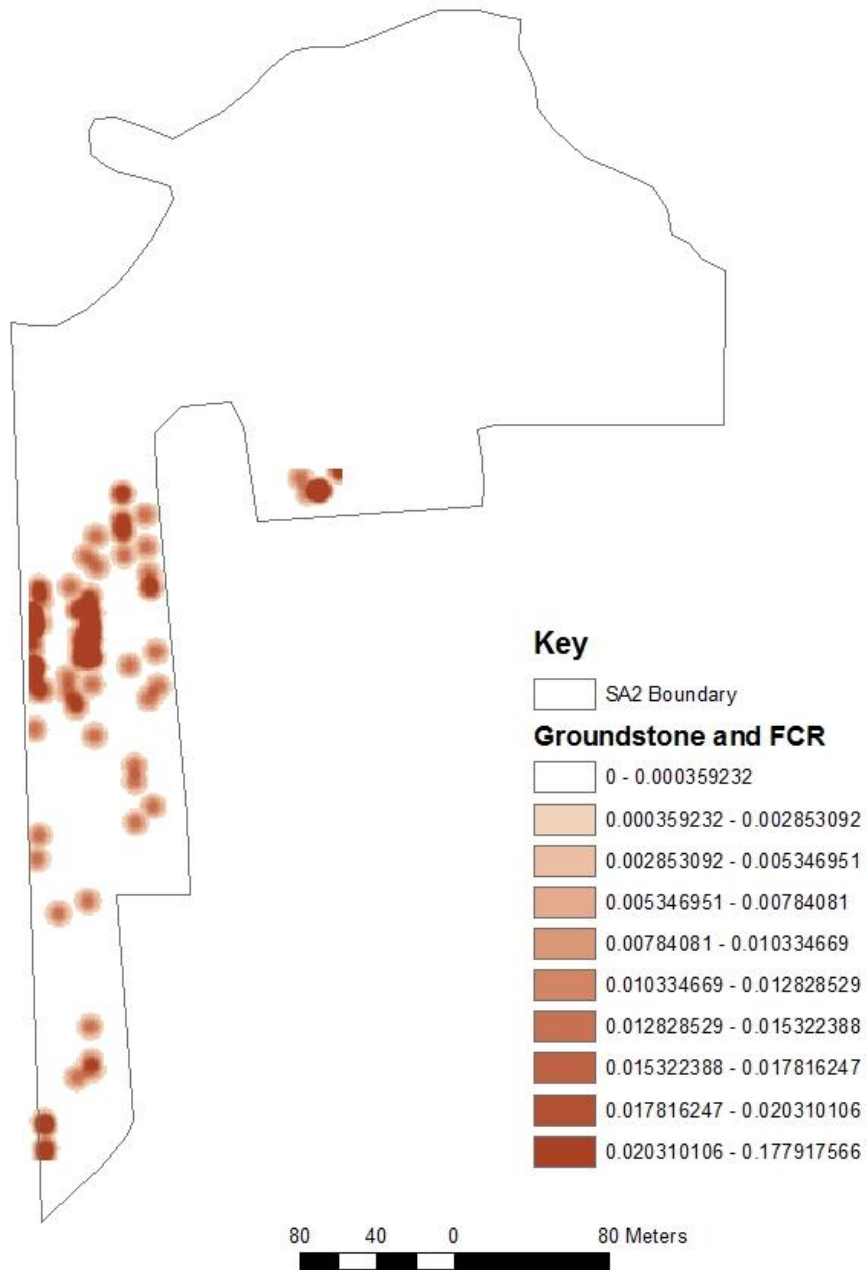 Key
SA2 Boundary
Groundstone and FCR
0 - 0.000359232
0.000359232 - 0.002853092
0.002853092 - 0.005346951
0.005346951 - 0.00784081
0.00784081 - 0.010334669
0.010334669 - 0.012828529
0.012828529 - 0.015322388
0.015322388 - 0.017816247
0.017816247 - 0.020310106
0.020310106 - 0.177917566
80 40 0 80 Meters